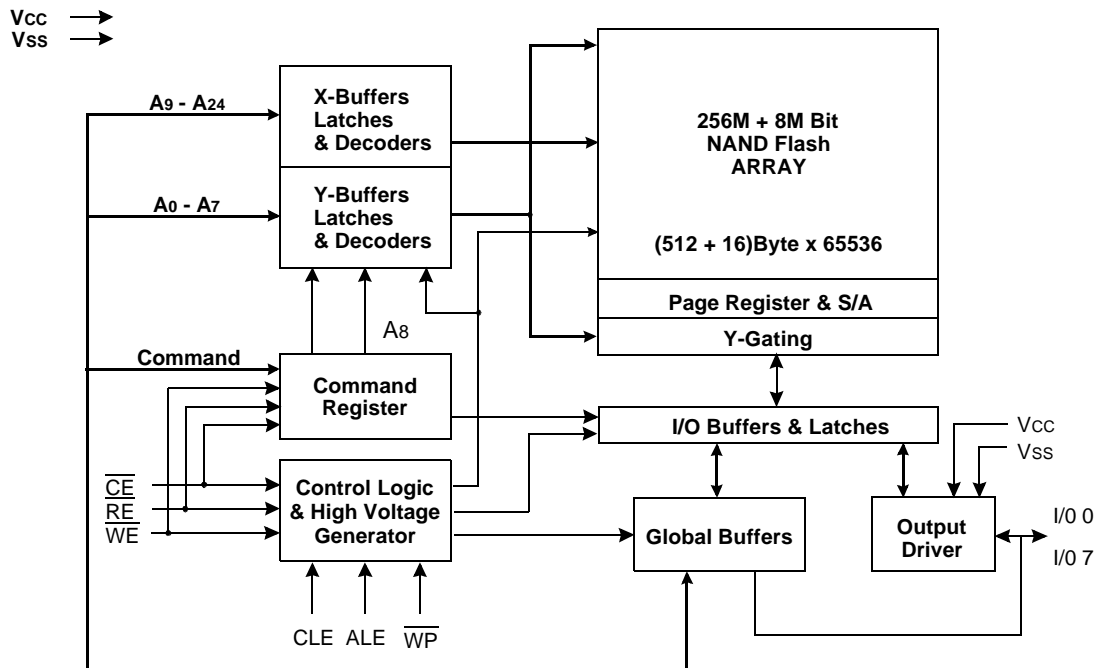 VCC
VSS
A9 - A24
X-Buffers
Latches
& Decoders
256M + 8M Bit
NAND Flash
ARRAY
A0 - A7
Y-Buffers
Latches
& Decoders
(512 + 16)Byte x 65536
Page Register & S/A
Y-Gating
A8
Command
Command
Register
I/O Buffers & Latches
VCC
VSS
CE
RE
WE
Control Logic
& High Voltage
Generator
Global Buffers
Output
Driver
I/0 0
I/0 7
CLE ALE WP